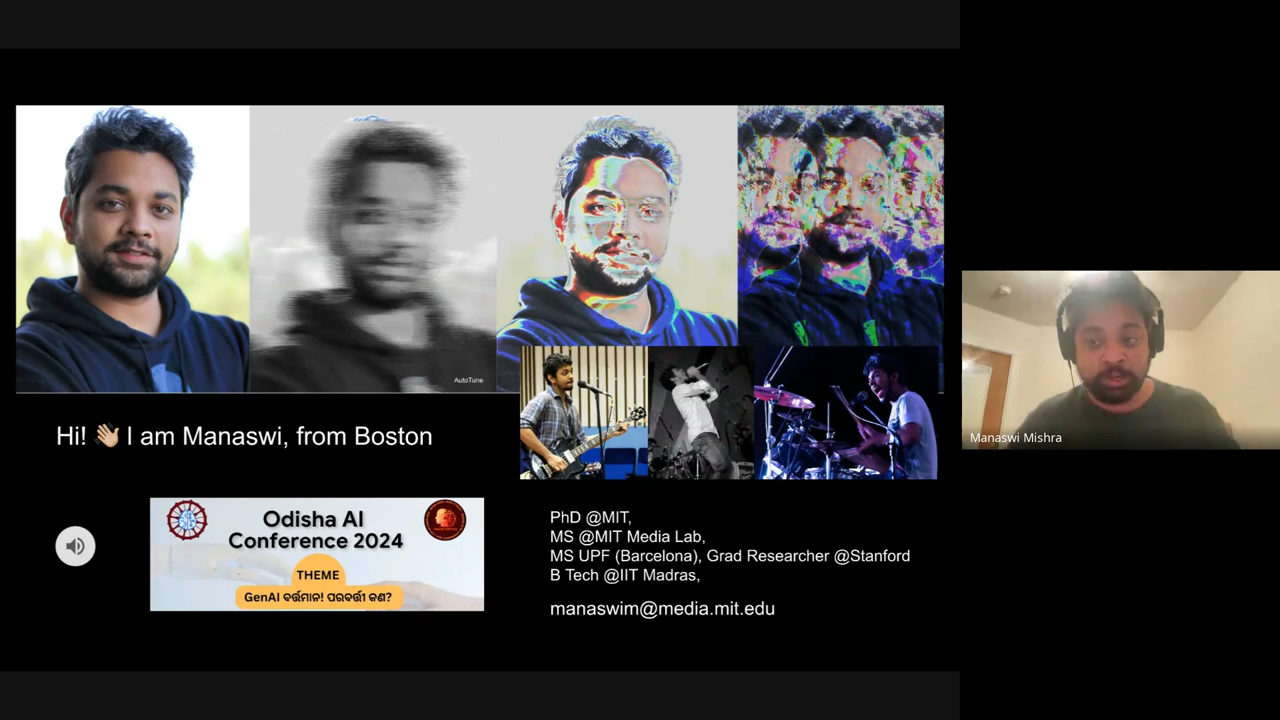 AutoTune
Hi! 👋🏼 I am Manaswi, from Boston
Odisha AI
Conference 2024
THEME
GenAI ବର୍ତ୍ତମାନ! ପରବର୍ତ୍ତୀ କଣ?
PhD @MIT,
MS @MIT Media Lab,
MS UPF (Barcelona), Grad Researcher @Stanford
B Tech @IIT Madras,
manaswim@media.mit.edu
Manaswi Mishra